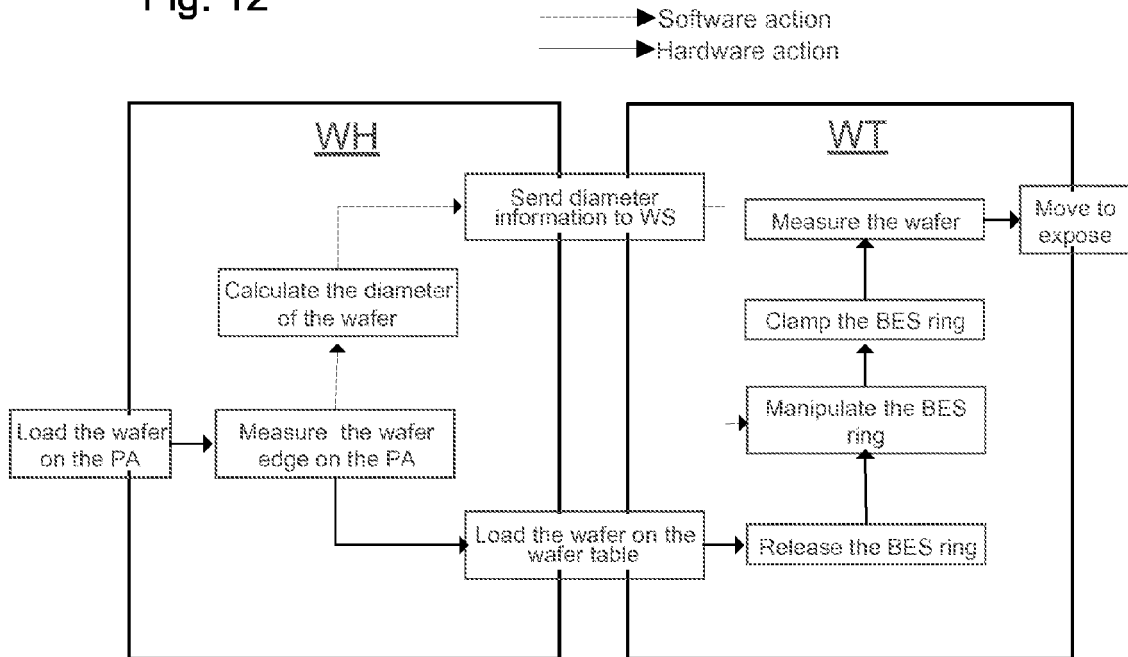 Fig. 12
Software action
Hardware action
WH
WT
Send diameter
information to WS
Measure the wafer
Move to
expose
Calculate the diameter
of the wafer
Clamp the BES ring
Load the wafer
on the PA
Measure the wafer
edge on the PA
Manipulate the BES
ring
Load the wafer on the
wafer table
Release the BES ring